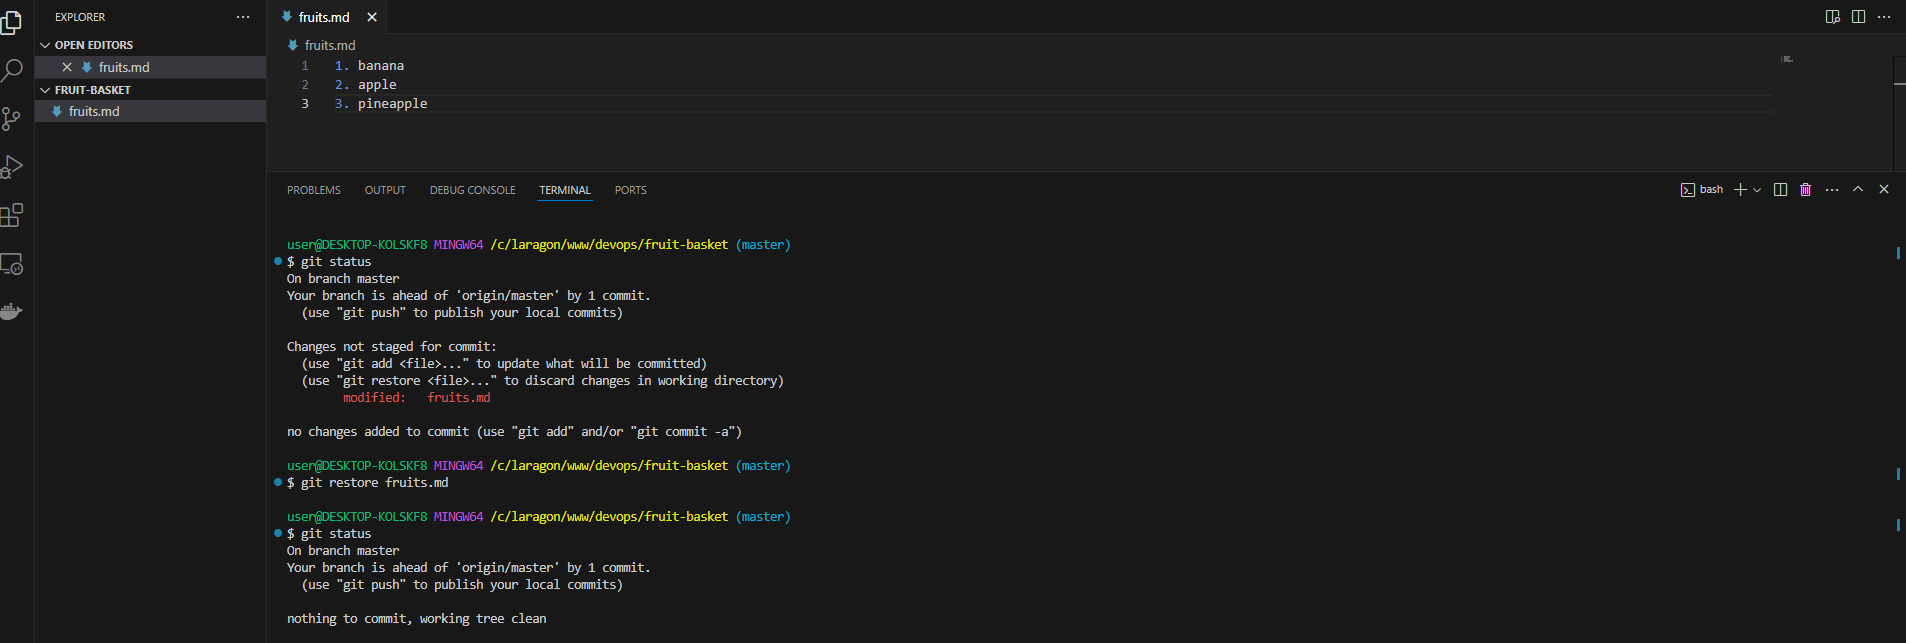 EXPLORER
OPEN EDITORS
fruits.md
FRUIT-BASKET
fruits.md
fruits.md
fruits.md
1 1. banana
2 2. apple
3 3. pineapple
PROBLEMS OUTPUT DEBUG CONSOLE TERMINAL PORTS
bash
user@DESKTOP-KOLSKF8 MINGW64 /c/laragon/www/devops/fruit-basket (master)
$ git status
On branch master
Your branch is ahead of 'origin/master' by 1 commit.
  (use "git push" to publish your local commits)
Changes not staged for commit:
  (use "git add <file>..." to update what will be committed)
  (use "git restore <file>..." to discard changes in working directory)
        modified:   fruits.md
no changes added to commit (use "git add" and/or "git commit -a")
user@DESKTOP-KOLSKF8 MINGW64 /c/laragon/www/devops/fruit-basket (master)
$ git restore fruits.md
user@DESKTOP-KOLSKF8 MINGW64 /c/laragon/www/devops/fruit-basket (master)
$ git status
On branch master
Your branch is ahead of 'origin/master' by 1 commit.
  (use "git push" to publish your local commits)
nothing to commit, working tree clean